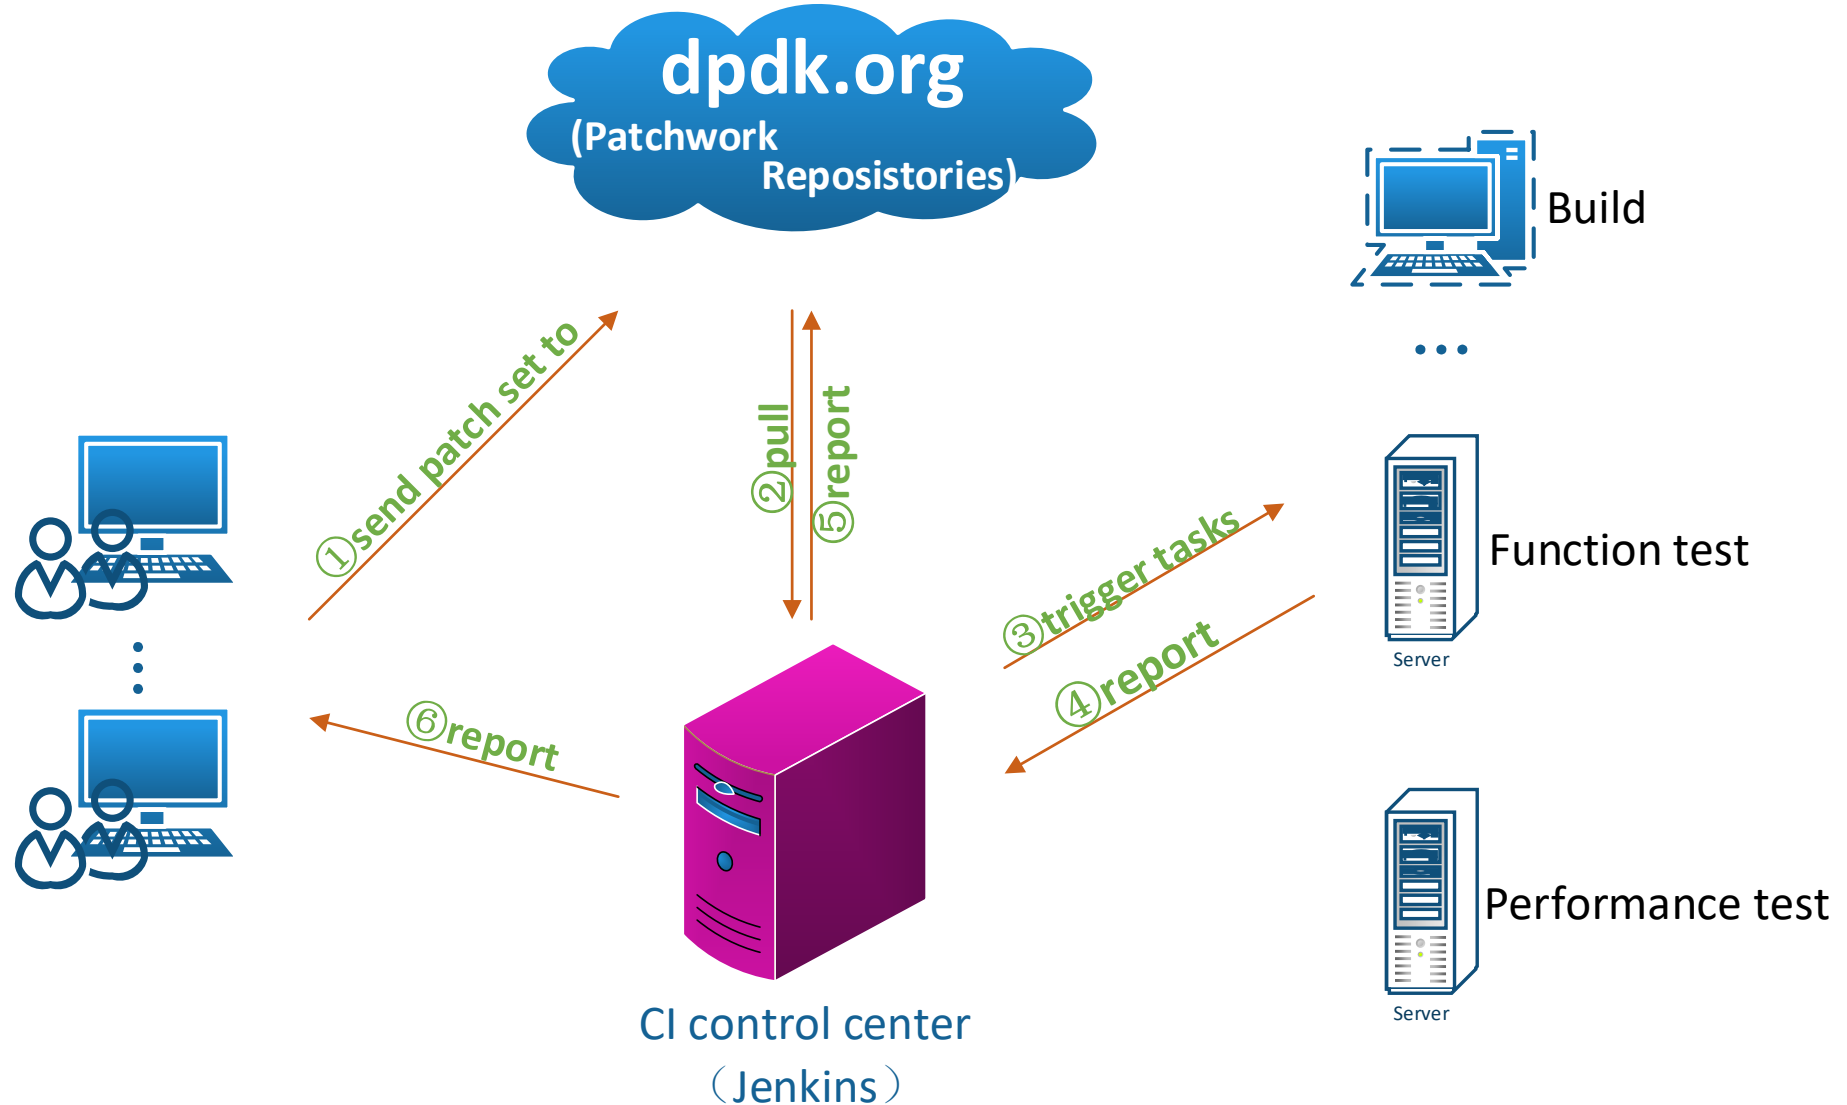 dpdk.org
(Patchwork
Reposistories)
Build
...
①send patch set to
②pull
⑤report
③trigger tasks
④report
⑥report
Function test
Server
Performance test
Server
CI control center
（Jenkins）